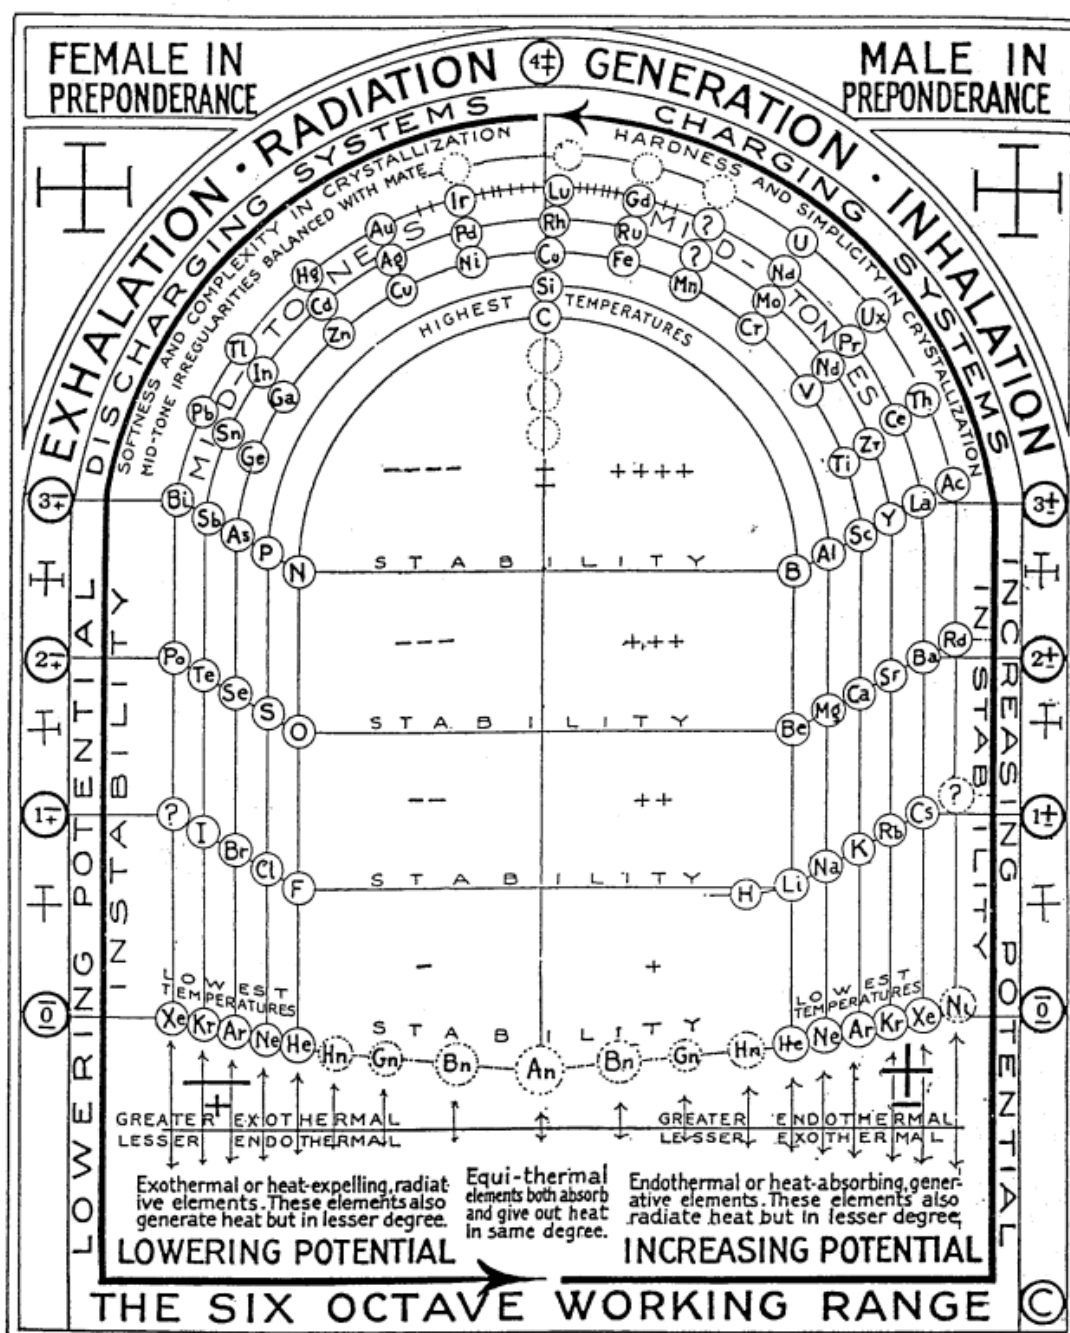 FEMALE IN
PREPONDERANCE
MALE IN
PREPONDERANCE
EXHALATION · RADIATION
4‡
GENERATION · INHALATION
DISCHARGING SYSTEMS
CHARGING SYSTEMS
SOFTNESS AND COMPLEXITY IN CRYSTALLIZATION
MID-TONE IRREGULARITIES BALANCED WITH MATE
HARDNESS AND SIMPLICITY IN CRYSTALLIZATION
MID-TONES
MID-TONES
Ir Lu Gd ? U
Au Pd Rh Ru ? Nd
Hg Ag Ni Co Fe Mn Mo Ux
Cd Cu Si Cr Pr
Zn HIGHEST TEMPERATURES
C
Tl In Ga V Nd Th
Pb Sn Ge Ti Zr Ce
---- + ++++
3∓ Bi Sb As P N
STABILITY
B Al Sc Y La Ac 3±
--- +++
2∓ Po Te Se S O
STABILITY
Be Mg Ca Sr Ba Rd 2±
-- ++
1∓ ? I Br Cl F
STABILITY
H Li Na K Rb Cs ? 1±
- +
LOWEST
TEMPERATURES
LOWEST
TEMPERATURES
0 Xe Kr Ar Ne He Hn Gn Bn An Bn Gn Hn He Ne Ar Kr Xe Ni 0
STABILITY
LOWERING POTENTIAL
INSTABILITY
INSTABILITY
INCREASING POTENTIAL
GREATER EXOTHERMAL
LESSER ENDOTHERMAL
GREATER ENDOTHERMAL
LESSER EXOTHERMAL
Exothermal or heat-expelling, radiat-
ive elements. These elements also
generate heat but in lesser degree.
LOWERING POTENTIAL
Equi-thermal
elements both absorb
and give out heat
in same degree.
Endothermal or heat-absorbing, gener-
ative elements. These elements also
radiate heat but in lesser degree,
INCREASING POTENTIAL
THE SIX OCTAVE WORKING RANGE
©